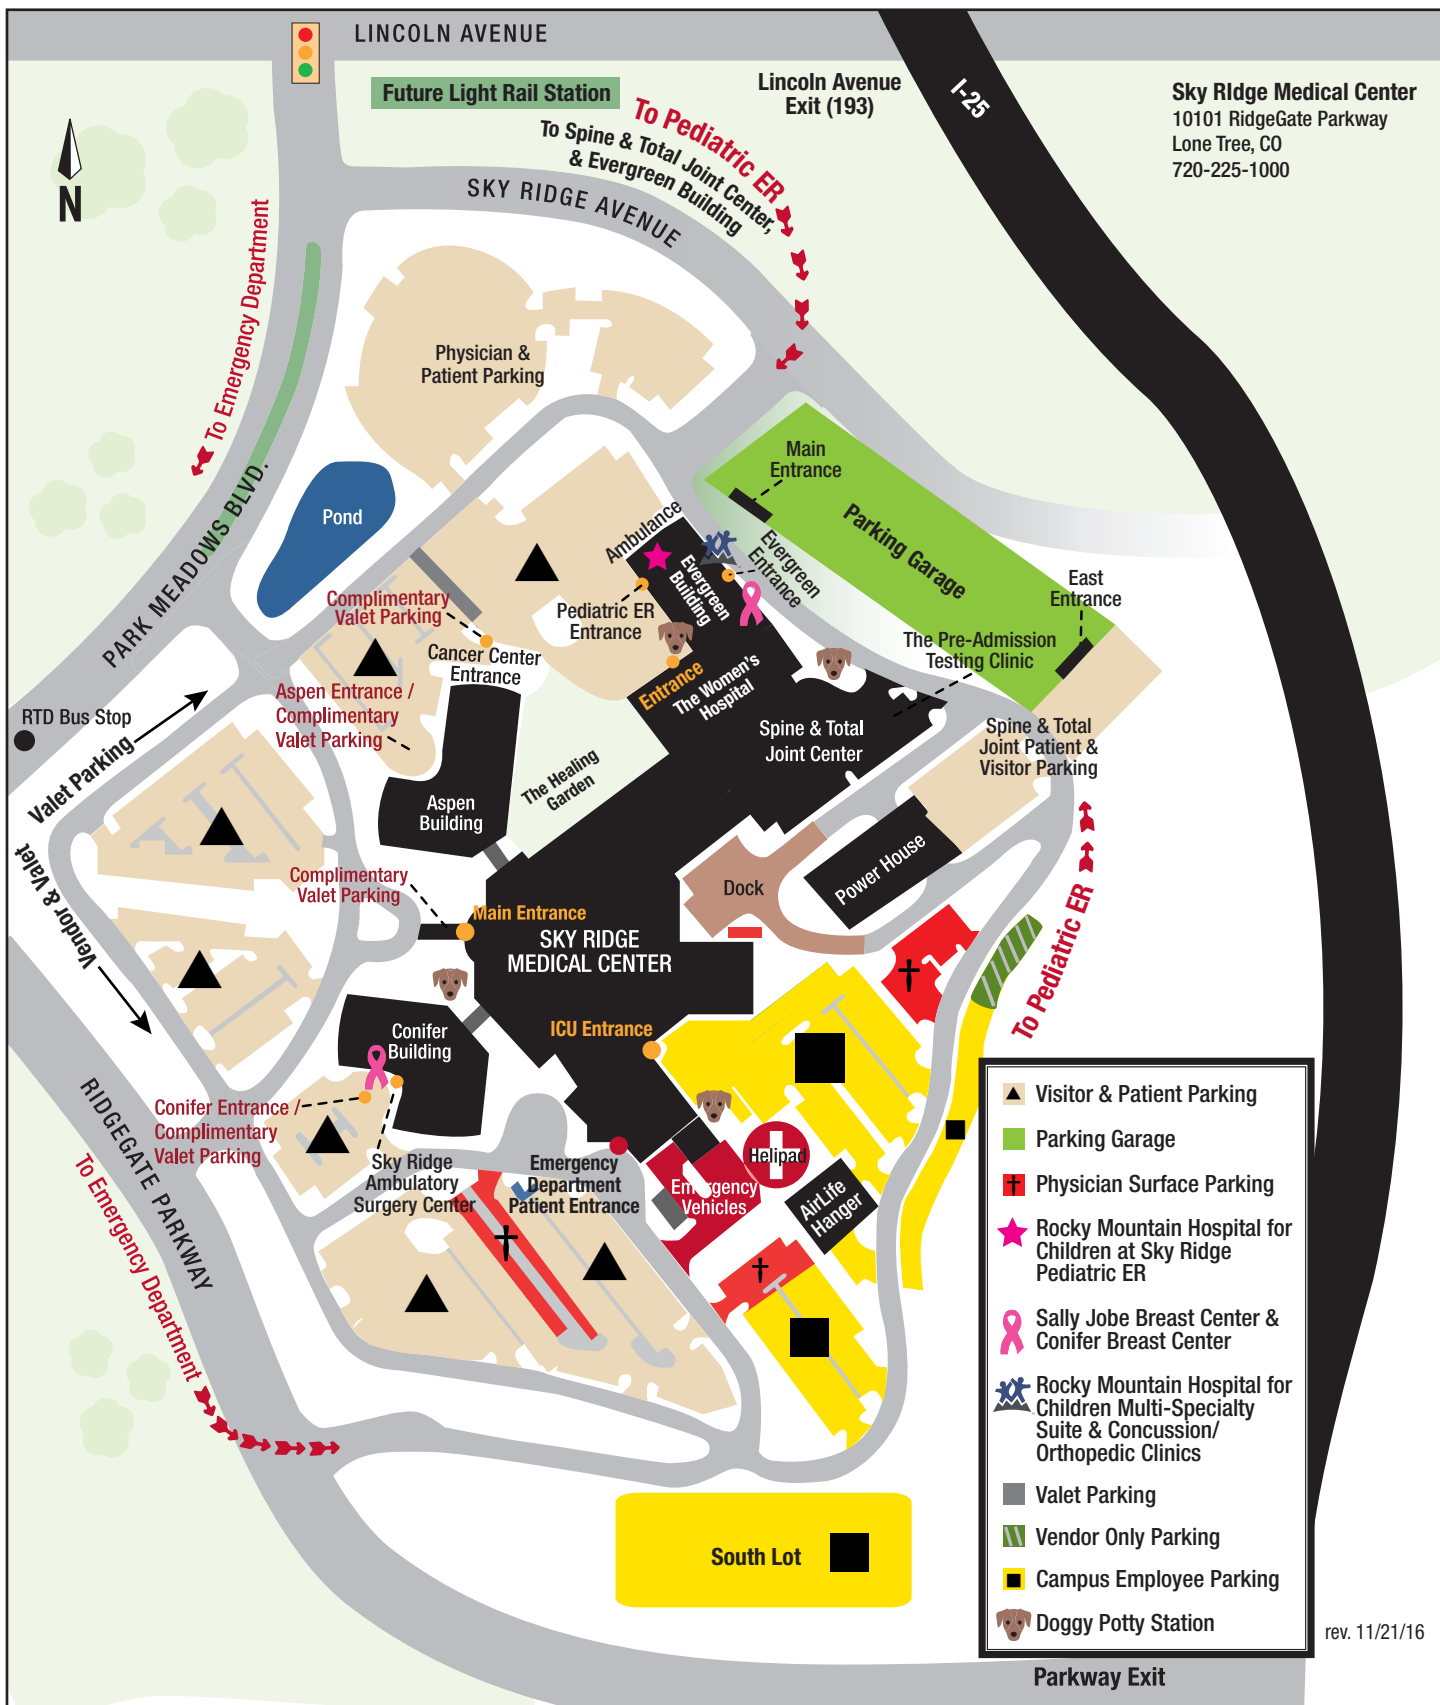 LINCOLN AVENUE
Future Light Rail Station
Lincoln Avenue
Exit (193)
I-25
Sky RIdge Medical Center
10101 RidgeGate Parkway
Lone Tree, CO
720-225-1000
To Pediatric ER
To Spine & Total Joint Center,
& Evergreen Building
N
SKY RIDGE AVENUE
To Emergency Department
Physician &
Patient Parking
PARK MEADOWS BLVD.
Pond
Main
Entrance
Parking Garage
Ambulance
Evergreen
Entrance
Evergreen
Building
East
Entrance
Complimentary
Valet Parking
Pediatric ER
Entrance
Cancer Center
Entrance
The Pre-Admission
Testing Clinic
Entrance
The Women's
Hospital
Aspen Entrance /
Complimentary
Valet Parking
RTD Bus Stop
Valet Parking
Spine & Total
Joint Center
Spine & Total
Joint Patient &
Visitor Parking
The Healing
Garden
Aspen
Building
Vendor & Valet
Complimentary
Valet Parking
Dock
Power House
Main Entrance
SKY RIDGE
MEDICAL CENTER
To Pediatric ER
ICU Entrance
Conifer
Building
RIDGEGATE PARKWAY
Conifer Entrance /
Complimentary
Valet Parking
Sky Ridge
Ambulatory
Surgery Center
Emergency
Department
Patient Entrance
Helipad
Emergency
Vehicles
AirLife
Hanger
To Emergency Department
South Lot
Visitor & Patient Parking
Parking Garage
Physician Surface Parking
Rocky Mountain Hospital for
Children at Sky Ridge
Pediatric ER
Sally Jobe Breast Center &
Conifer Breast Center
Rocky Mountain Hospital for
Children Multi-Specialty
Suite & Concussion/
Orthopedic Clinics
Valet Parking
Vendor Only Parking
Campus Employee Parking
Doggy Potty Station
rev. 11/21/16
Parkway Exit